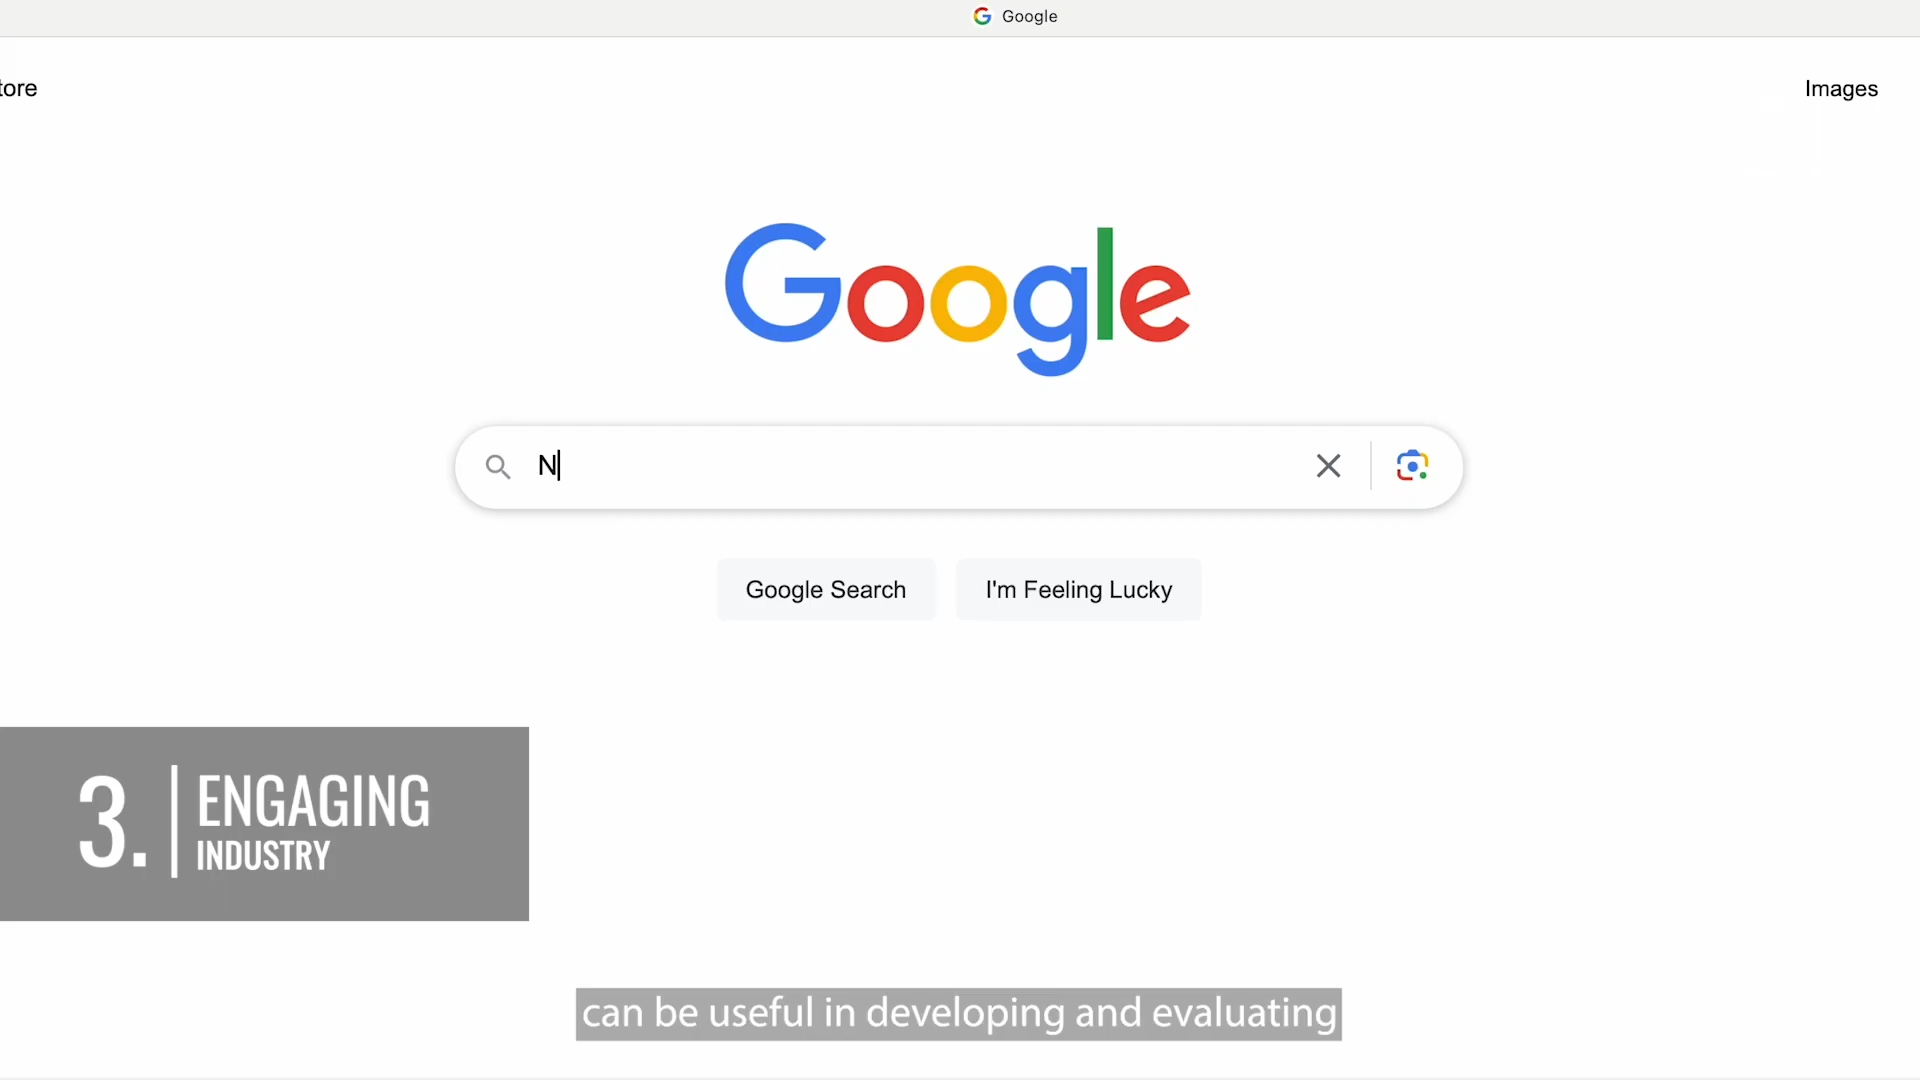 Google
tore
Images
Google
N
Google Search
I'm Feeling Lucky
3.
ENGAGING
INDUSTRY
can be useful in developing and evaluating